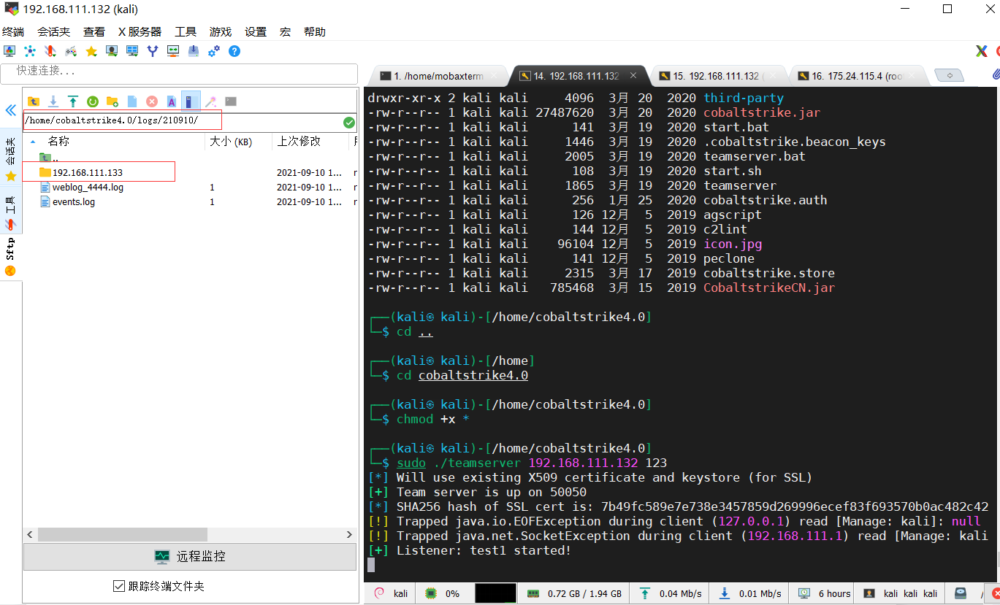 192.168.111.132 (kali)
终端 会话夹 查看 X 服务器 工具 游戏 设置 宏 帮助
快速连接...
1. /home/mobaxterm
14. 192.168.111.132
15. 192.168.111.132 (
16. 175.24.115.4 (roo
/home/cobaltstrike4.0/logs/210910/
名称 大小 (KB) 上次修改
..
192.168.111.133 2021-09-10 1... r
weblog_4444.log 1 2021-09-10 1... r
events.log 1 2021-09-10 1... r
会话夹
工具
Sftp
远程监控
跟踪终端文件夹
drwxr-xr-x 2 kali kali 4096 3月 20 2020 third-party
-rw-r--r-- 1 kali kali 27487620 3月 20 2020 cobaltstrike.jar
-rw-r--r-- 1 kali kali 141 3月 19 2020 start.bat
-rw-r--r-- 1 kali kali 1446 3月 19 2020 .cobaltstrike.beacon_keys
-rw-r--r-- 1 kali kali 2005 3月 19 2020 teamserver.bat
-rw-r--r-- 1 kali kali 108 3月 19 2020 start.sh
-rw-r--r-- 1 kali kali 1865 3月 19 2020 teamserver
-rw-r--r-- 1 kali kali 256 1月 25 2020 cobaltstrike.auth
-rw-r--r-- 1 kali kali 126 12月 5 2019 agscript
-rw-r--r-- 1 kali kali 144 12月 5 2019 c2lint
-rw-r--r-- 1 kali kali 96104 12月 5 2019 icon.jpg
-rw-r--r-- 1 kali kali 141 12月 5 2019 peclone
-rw-r--r-- 1 kali kali 2315 3月 17 2019 cobaltstrike.store
-rw-r--r-- 1 kali kali 785468 3月 15 2019 CobaltstrikeCN.jar
┌──(kali㉿ kali)-[/home/cobaltstrike4.0]
└─$ cd ..
┌──(kali㉿ kali)-[/home]
└─$ cd cobaltstrike4.0
┌──(kali㉿ kali)-[/home/cobaltstrike4.0]
└─$ chmod +x *
┌──(kali㉿ kali)-[/home/cobaltstrike4.0]
└─$ sudo ./teamserver 192.168.111.132 123
[*] Will use existing X509 certificate and keystore (for SSL)
[+] Team server is up on 50050
[*] SHA256 hash of SSL cert is: 7b49fc589e7e738e3457859d269996ecef83f693570b0ac482c42
[!] Trapped java.io.EOFException during client (127.0.0.1) read [Manage: kali]: null
[!] Trapped java.net.SocketException during client (192.168.111.1) read [Manage: kali
[+] Listener: test1 started!
kali 0% 0.72 GB / 1.94 GB 0.04 Mb/s 0.01 Mb/s 6 hours kali kali kali /